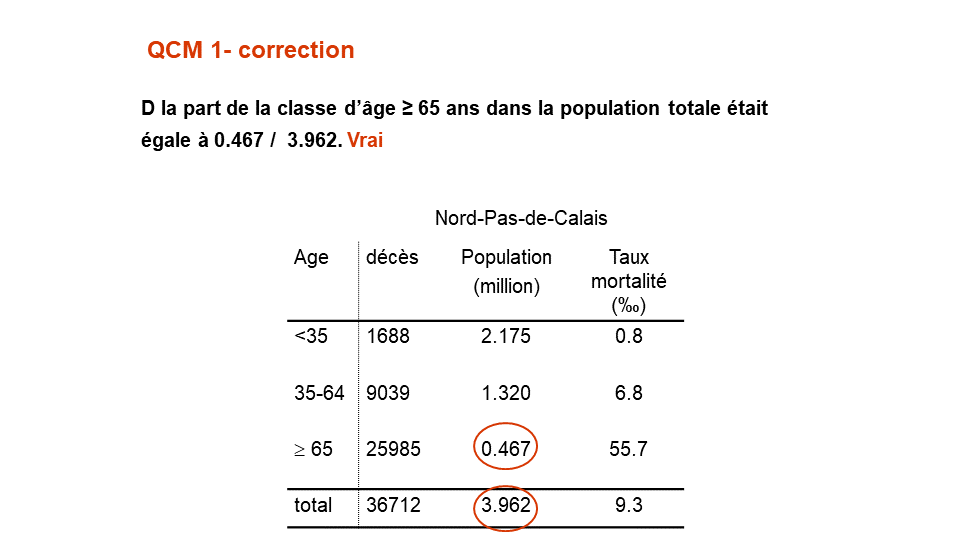 QCM 1- correction
D la part de la classe d’âge ≥ 65 ans dans la population totale était
égale à 0.467 /  3.962. Vrai
Nord-Pas-de-Calais
Age décès Population Taux
(million) mortalité
(‰)
<35 1688 2.175 0.8
35-64 9039 1.320 6.8
≥ 65 25985 0.467 55.7
total 36712 3.962 9.3